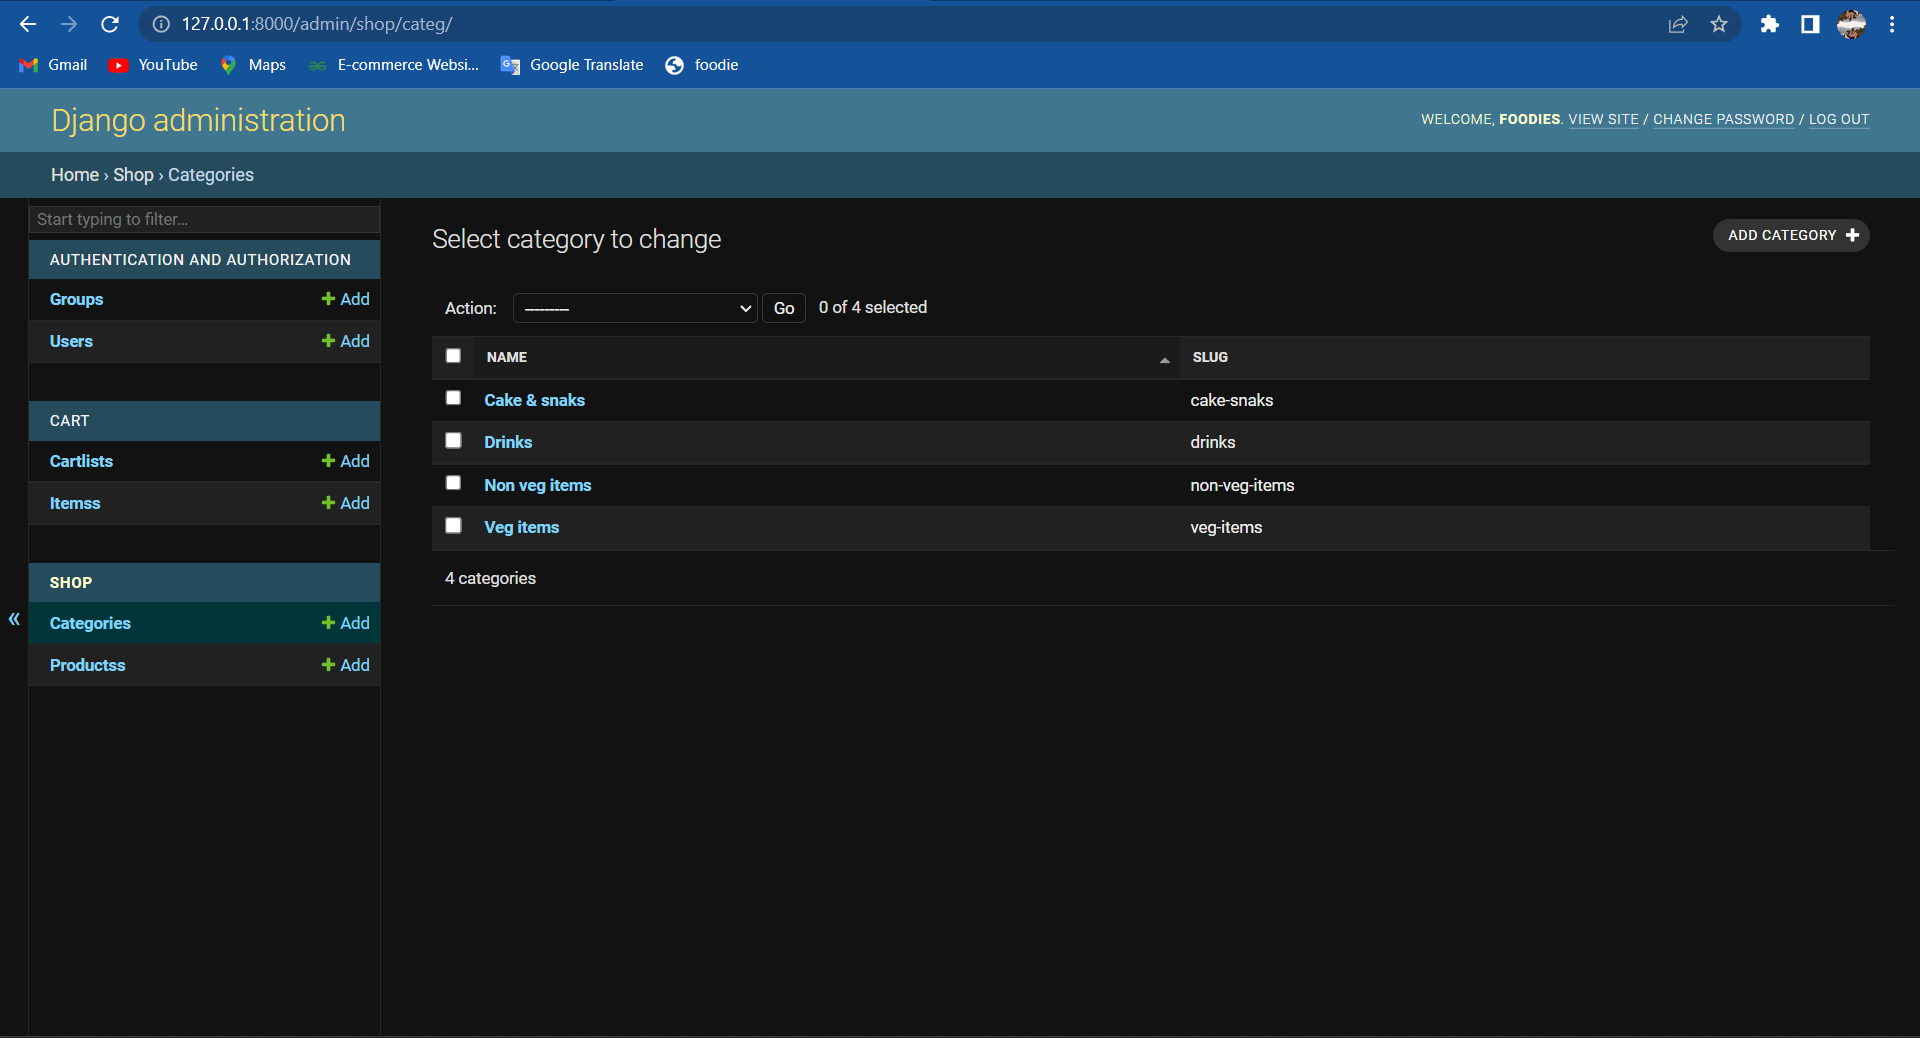 127.0.0.1:8000/admin/shop/categ/
Gmail YouTube Maps E-commerce Websi... Google Translate foodie
Django administration
WELCOME, FOODIES. VIEW SITE / CHANGE PASSWORD / LOG OUT
Home › Shop › Categories
Start typing to filter...
AUTHENTICATION AND AUTHORIZATION
Groups + Add
Users + Add
CART
Cartlists + Add
Itemss + Add
SHOP
« Categories + Add
Productss + Add
Select category to change
ADD CATEGORY +
Action: --------- Go 0 of 4 selected
NAME SLUG
Cake & snaks cake-snaks
Drinks drinks
Non veg items non-veg-items
Veg items veg-items
4 categories